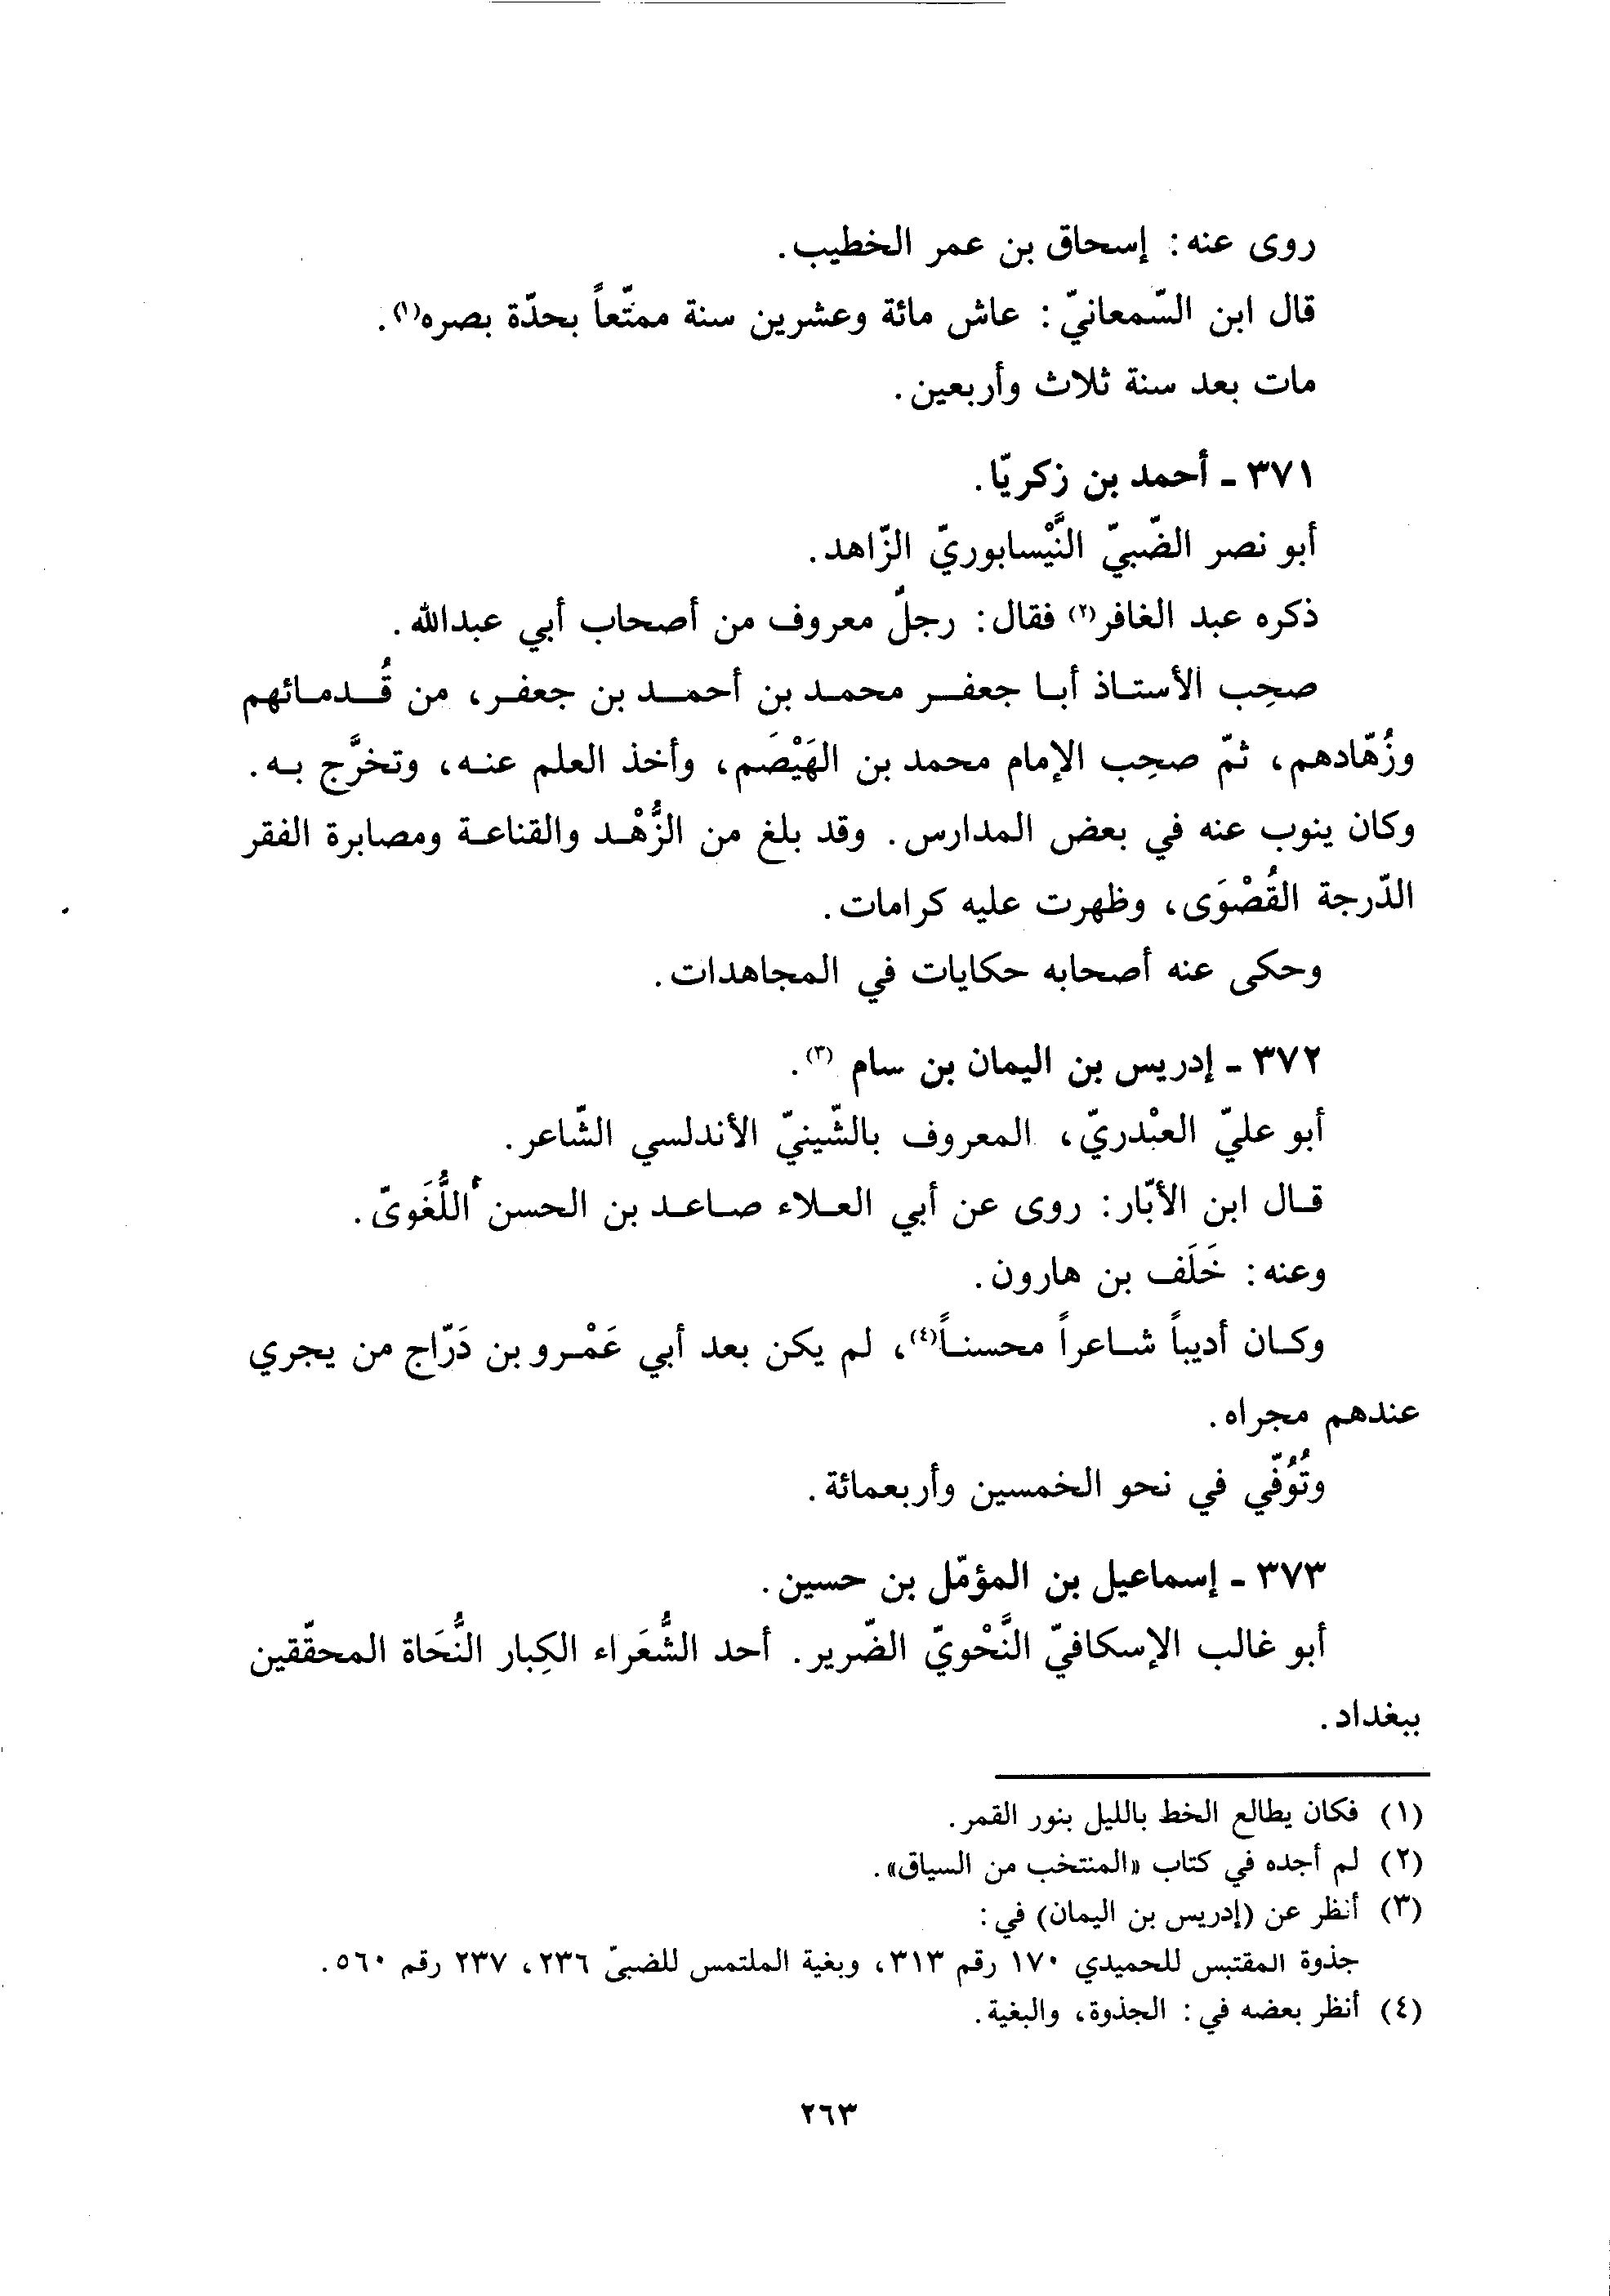 روى عنه: إسحاق بن عمر الخطيب.
قال ابن السّمعانيّ: عاش مائة وعشرين سنة ممتّعاً بحدّة بصره(١).
مات بعد سنة ثلاث وأربعين.
٣٧١ - أحمد بن زكريّا.
أبو نصر الضّبيّ النَّيْسابوريّ الزّاهد.
ذكره عبد الغافر(٢) فقال: رجلٌ معروف من أصحاب أبي عبدالله.
صحِب الأستاذ أبا جعفر محمد بن أحمد بن جعفر، من قُدمائهم
وزُهّادهم، ثمّ صحِب الإمام محمد بن الهَيْصَم، وأخذ العلم عنه، وتخرَّج به.
وكان ينوب عنه في بعض المدارس. وقد بلغ من الزُّهْد والقناعة ومصابرة الفقر
الدّرجة القُصْوَى، وظهرت عليه كرامات.
وحكى عنه أصحابه حكايات في المجاهدات.
٣٧٢ - إدريس بن اليمان بن سام (٣).
أبو عليّ العبْدريّ، المعروف بالشّينيّ الأندلسي الشّاعر.
قال ابن الأبّار: روى عن أبي العلاء صاعد بن الحسن اللُّغَويّ.
وعنه: خَلَف بن هارون.
وكان أديباً شاعراً محسناً(٤)، لم يكن بعد أبي عَمْرو بن دَرّاج من يجري
عندهم مجراه.
وتُوُفّي في نحو الخمسين وأربعمائة.
٣٧٣ - إسماعيل بن المؤمّل بن حسين.
أبو غالب الإسكافيّ النَّحْويّ الضّرير. أحد الشُّعَراء الكِبار النُّحَاة المحقّقين
ببغداد.
(١) فكان يطالع الخط بالليل بنور القمر.
(٢) لم أجده في كتاب «المنتخب من السياق».
(٣) أنظر عن (إدريس بن اليمان) في:
جذوة المقتبس للحميدي ١٧٠ رقم ٣١٣، وبغية الملتمس للضبيّ ٢٣٦، ٢٣٧ رقم ٥٦٠.
(٤) أنظر بعضه في: الجذوة، والبغية.
٢٦٣